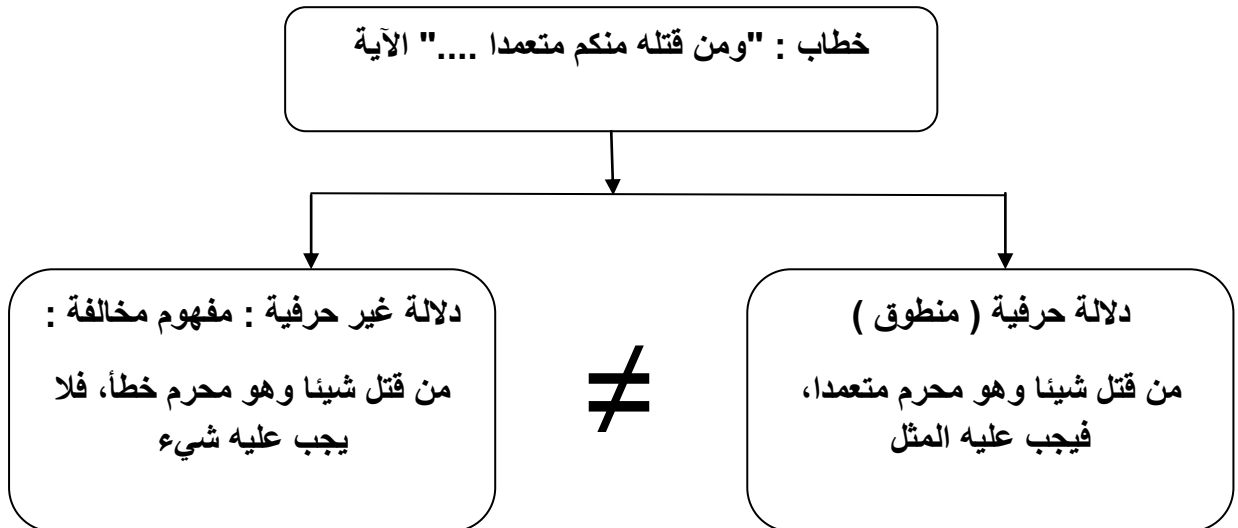 خطاب : "ومن قتله منكم متعمدا ...." الآية
دلالة حرفية ( منطوق )
من قتل شيئا وهو محرم متعمدا،
فيجب عليه المثل
≠
دلالة غير حرفية : مفهوم مخالفة :
من قتل شيئا وهو محرم خطأ، فلا
يجب عليه شيء